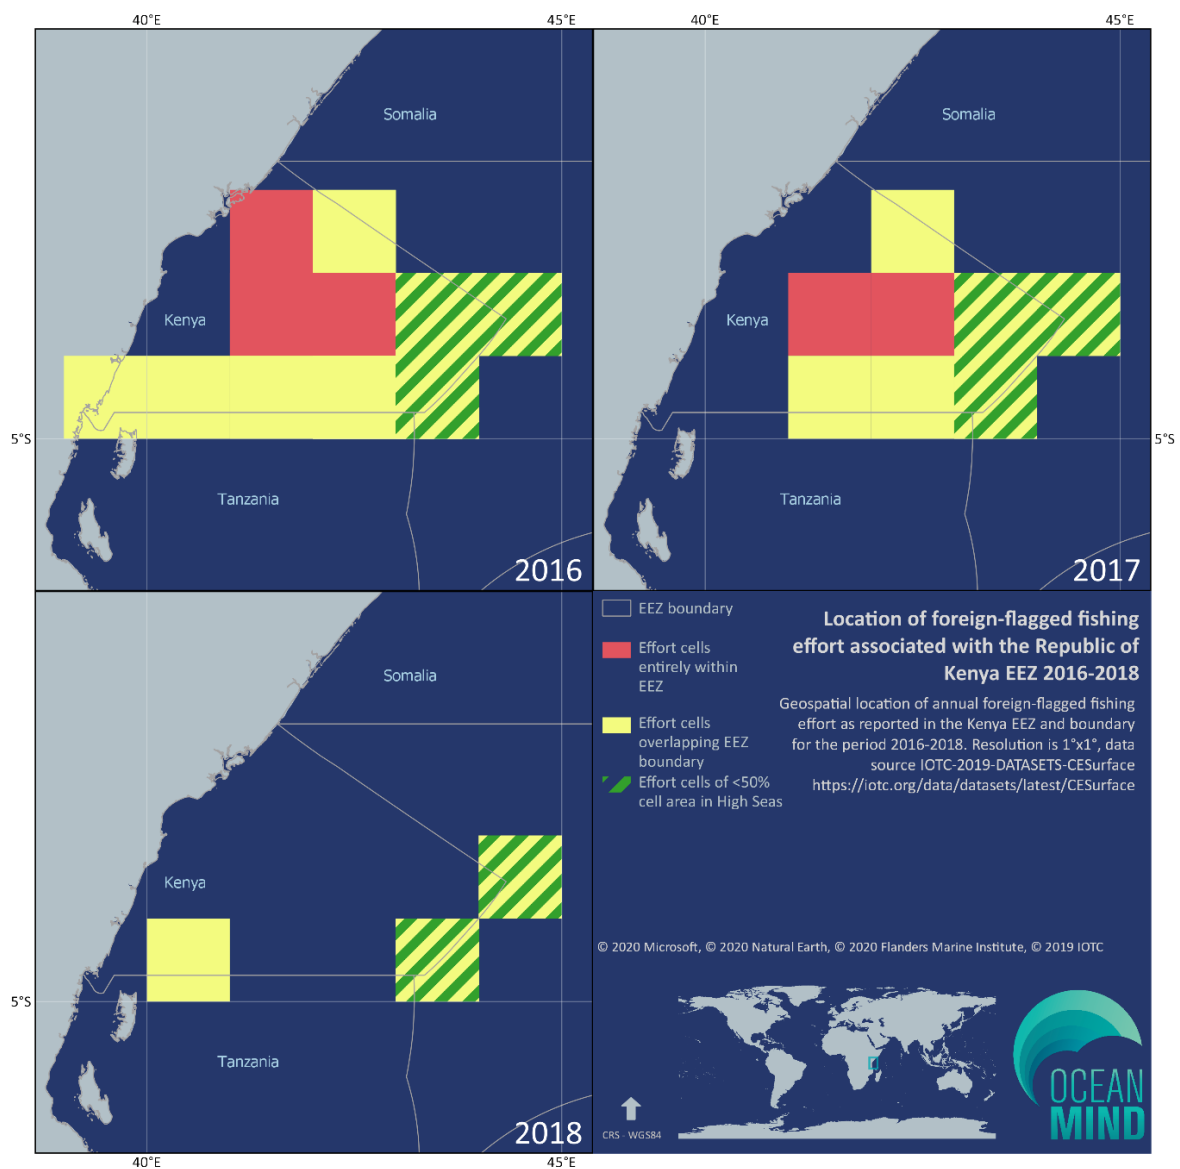 40°E
45°E
40°E
45°E
Somalia
Kenya
Tanzania
5°S
2016
Somalia
Kenya
Tanzania
5°S
2017
Somalia
Kenya
Tanzania
5°S
2018
40°E
45°E
EEZ boundary
Effort cells
entirely within
EEZ
Effort cells
overlapping EEZ
boundary
Effort cells of <50%
cell area in High Seas
Location of foreign-flagged fishing
effort associated with the Republic of
Kenya EEZ 2016-2018
Geospatial location of annual foreign-flagged fishing
effort as reported in the Kenya EEZ and boundary
for the period 2016-2018. Resolution is 1°x1°, data
source IOTC-2019-DATASETS-CESurface
https://iotc.org/data/datasets/latest/CESurface
© 2020 Microsoft, © 2020 Natural Earth, © 2020 Flanders Marine Institute, © 2019 IOTC
CRS - WGS84
OCEAN
MIND